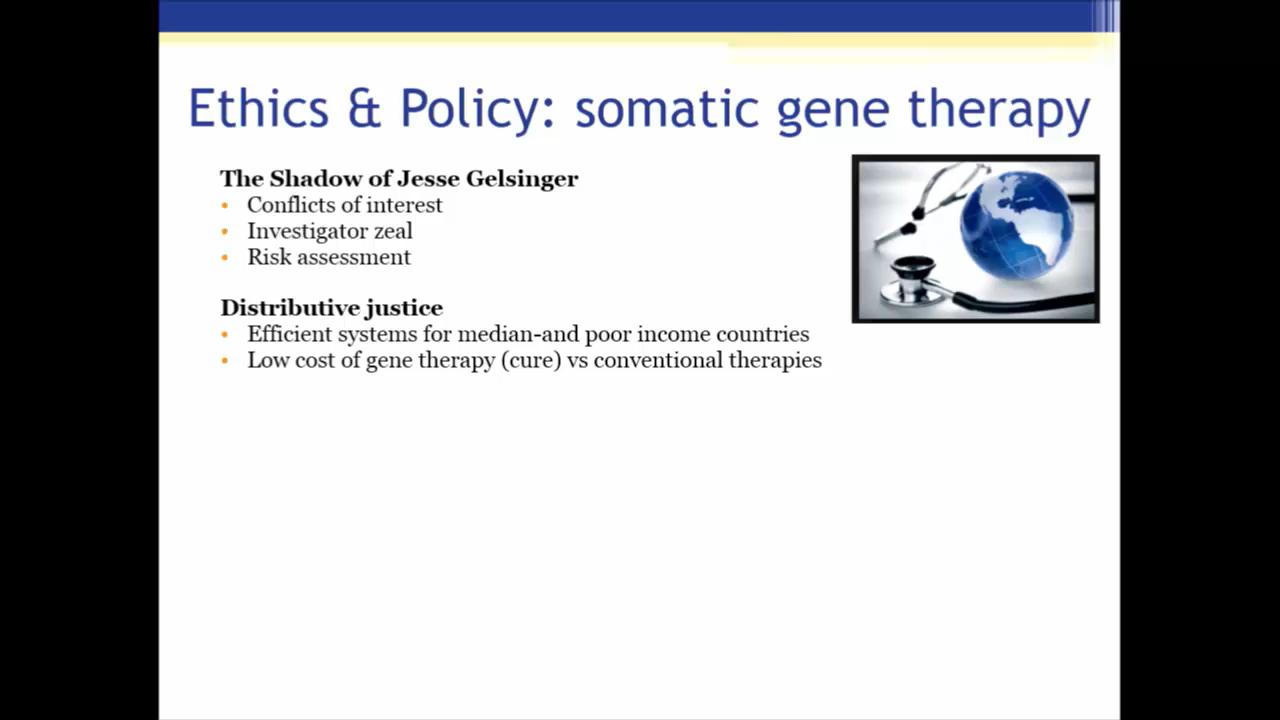 Ethics & Policy: somatic gene therapy
The Shadow of Jesse Gelsinger
• Conflicts of interest
• Investigator zeal
• Risk assessment
Distributive justice
• Efficient systems for median-and poor income countries
• Low cost of gene therapy (cure) vs conventional therapies